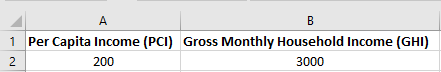 A B
1 Per Capita Income (PCI) Gross Monthly Household Income (GHI)
2 200 3000